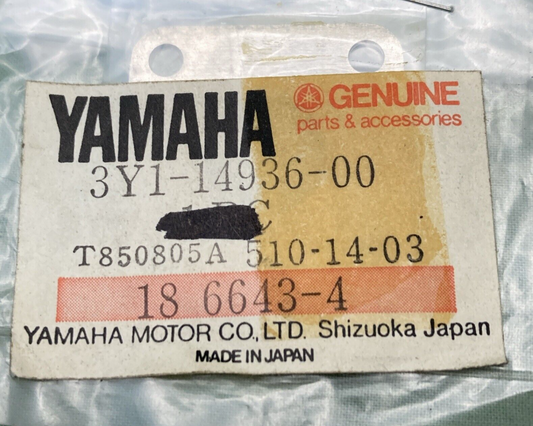 YAMAHA GENUINE
parts & accessories
3Y1-14936-00
T850805A 510-14-03
18 6643-4
YAMAHA MOTOR CO., LTD. Shizuoka Japan
MADE IN JAPAN